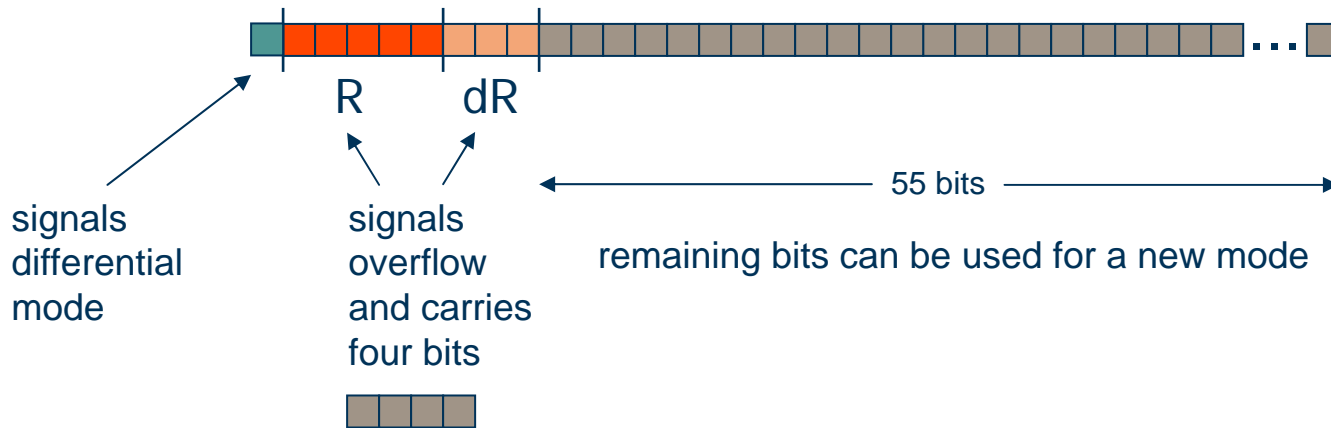 R dR
55 bits
signals
differential
mode
signals
overflow
and carries
four bits
remaining bits can be used for a new mode